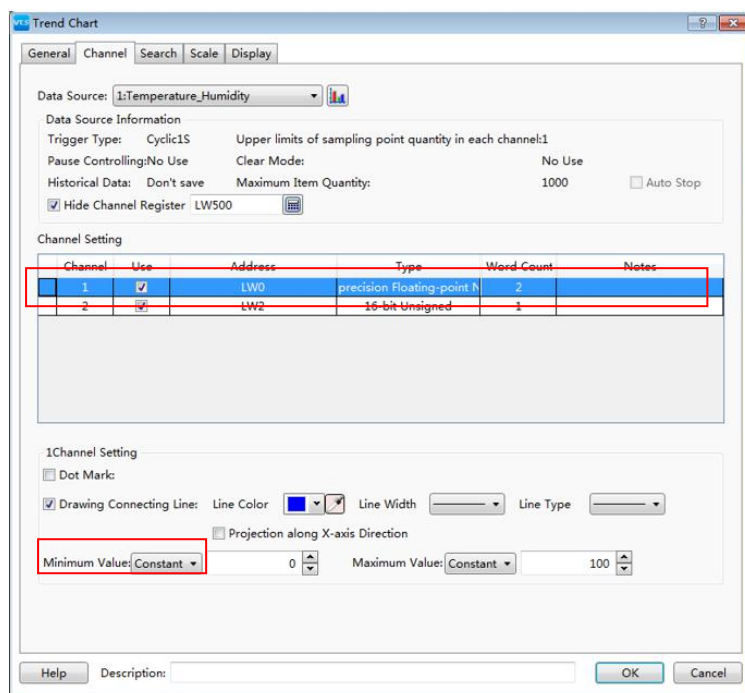 VT.S Trend Chart
General Channel Search Scale Display
Data Source: 1:Temperature_Humidity
Data Source Information
Trigger Type: Cyclic1S Upper limits of sampling point quantity in each channel:1
Pause Controlling:No Use Clear Mode: No Use
Historical Data: Don't save Maximum Item Quantity: 1000 Auto Stop
Hide Channel Register LW500
Channel Setting
Channel Use Address Type Word Count Notes
1 LW0 precision Floating-point N 2
2 LW2 16-bit Unsigned 1
1Channel Setting
Dot Mark:
Drawing Connecting Line: Line Color Line Width Line Type
Projection along X-axis Direction
Minimum Value: Constant 0 Maximum Value: Constant 100
Help Description: OK Cancel